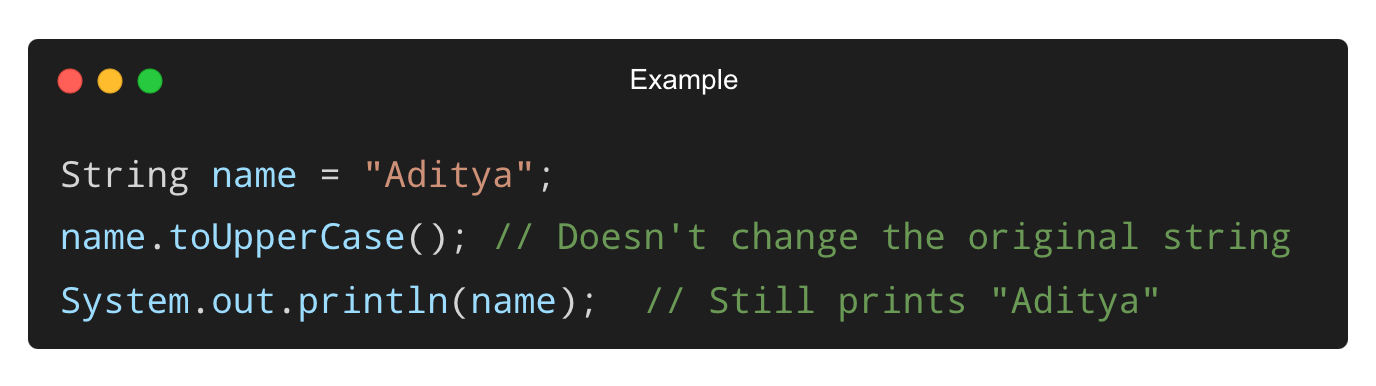 Example
String name = "Aditya";
name.toUpperCase(); // Doesn't change the original string
System.out.println(name);  // Still prints "Aditya"